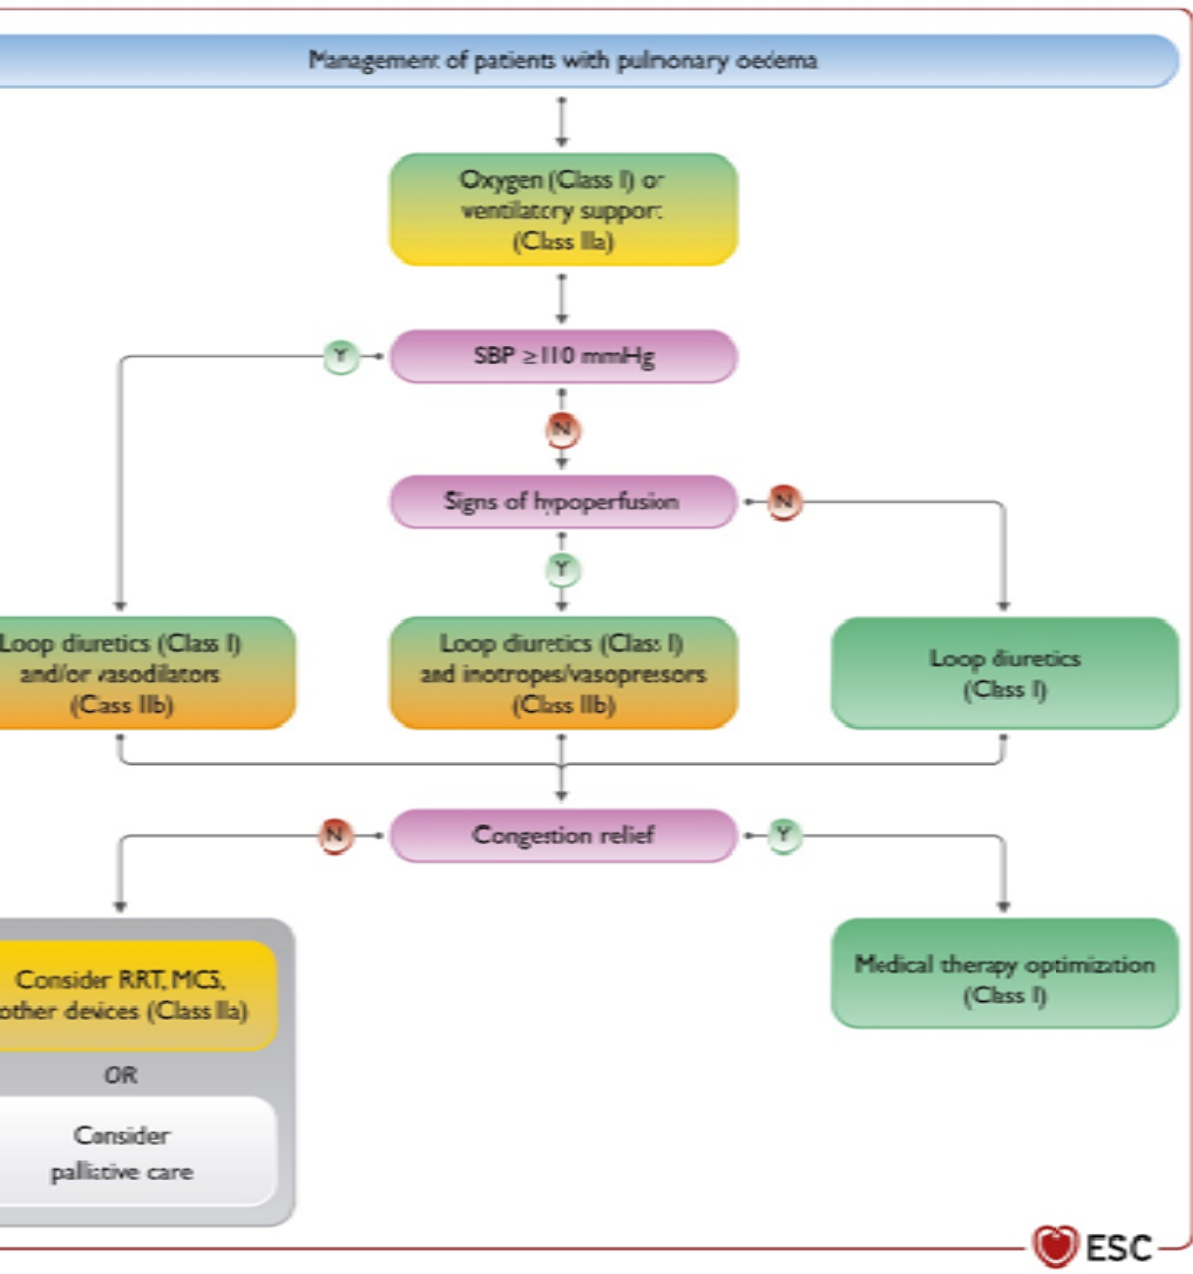 Management of patients with pulmonary oedema
Oxygen (Class I) or
ventilatory support
(Class IIa)
Y
SBP ≥110 mmHg
N
Signs of hypoperfusion
N
Y
Loop diuretics (Class I)
and/or vasodilators
(Class IIb)
Loop diuretics (Class I)
and inotropes/vasopressors
(Class IIb)
Loop diuretics
(Class I)
N
Congestion relief
Y
Consider RRT, MCS,
other devices (Class IIa)
OR
Consider
palliative care
Medical therapy optimization
(Class I)
ESC